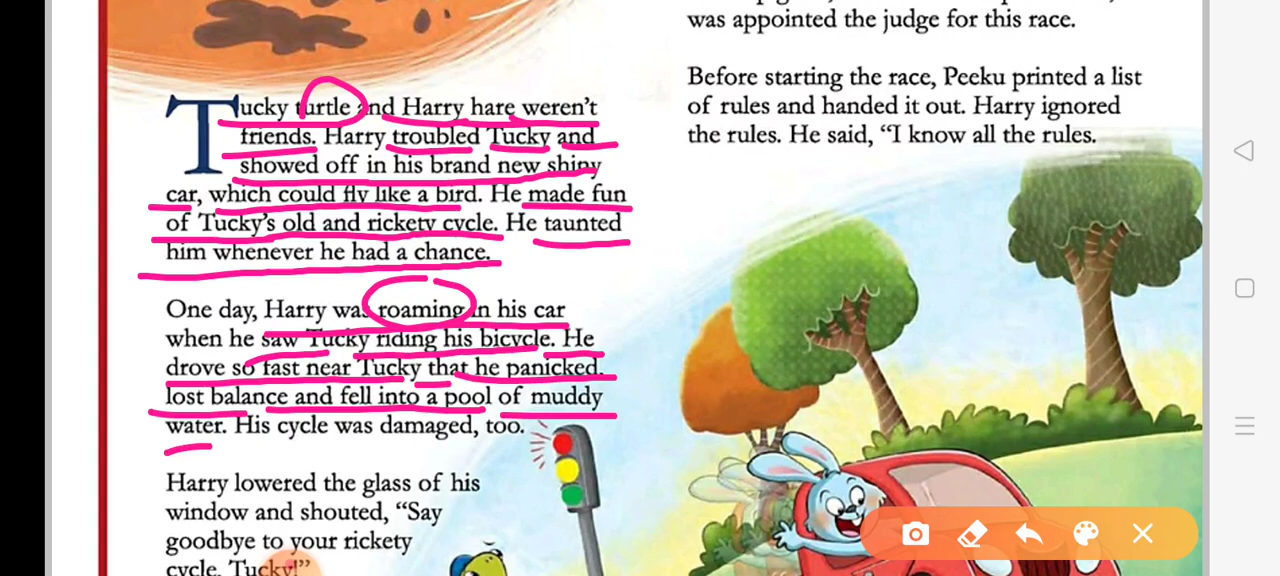 Tucky turtle and Harry hare weren't
friends. Harry troubled Tucky and
showed off in his brand new shiny
car, which could fly like a bird. He made fun
of Tucky's old and rickety cycle. He taunted
him whenever he had a chance.
One day, Harry was roaming in his car
when he saw Tucky riding his bicycle. He
drove so fast near Tucky that he panicked,
lost balance and fell into a pool of muddy
water. His cycle was damaged, too.
Harry lowered the glass of his
window and shouted, “Say
goodbye to your rickety
cycle, Tucky!”
was appointed the judge for this race.
Before starting the race, Peeku printed a list
of rules and handed it out. Harry ignored
the rules. He said, “I know all the rules.